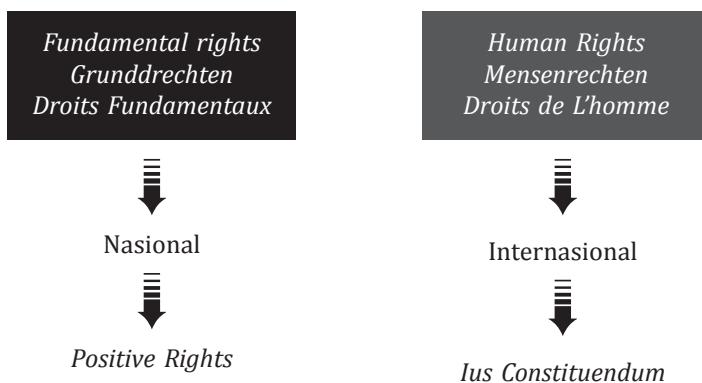 Fundamental rights
Grunddrechten
Droits Fundamentaux
Human Rights
Mensenrechten
Droits de L'homme
Nasional
Internasional
Positive Rights
Ius Constituendum